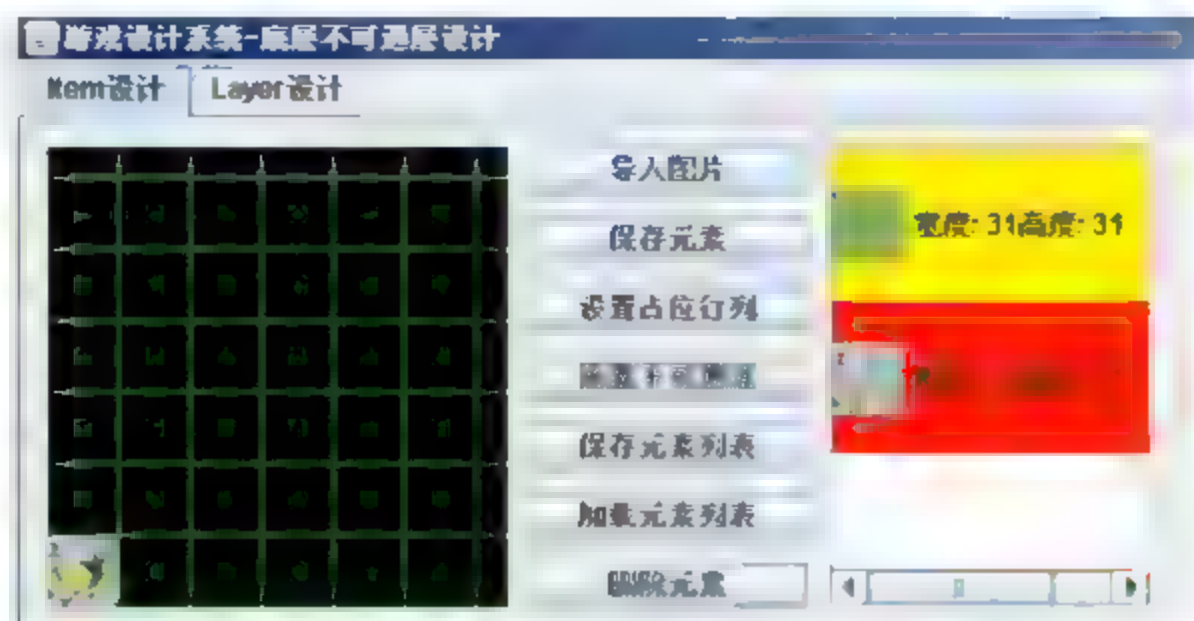 游戏设计系统-底层不可通层设计
Item设计 Layer设计
导入图片
保存元素
宽度: 31高度: 31
设置占位行列
保存元素列表
加载元素列表
删除元素